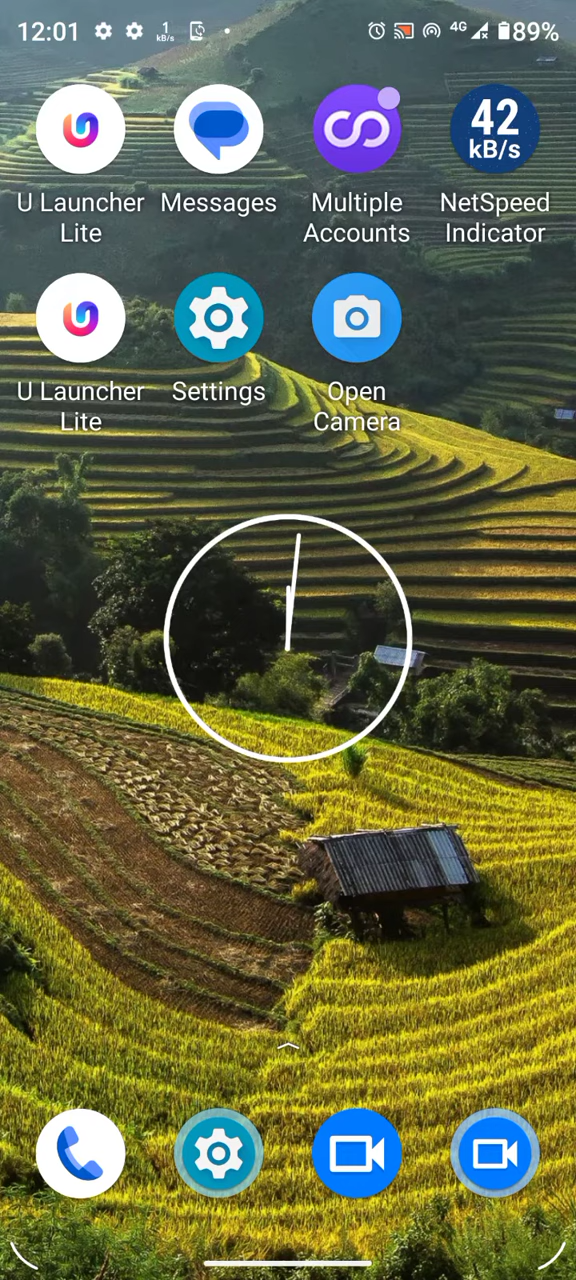 12:01 1 kB/s 4G 89%
42
kB/s
U Launcher Lite
Messages
Multiple Accounts
NetSpeed Indicator
U Launcher Lite
Settings
Open Camera